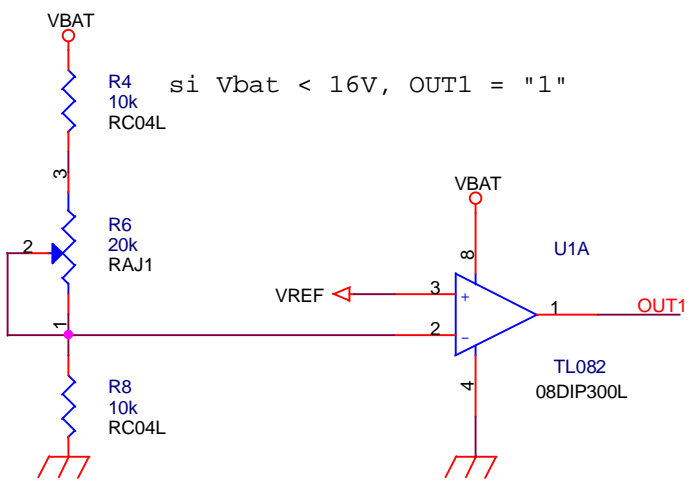 VBAT
R4
10k
RC04L
si Vbat < 16V, OUT1 = "1"
3
R6
20k
RAJ1
2
1
R8
10k
RC04L
VBAT
8
U1A
VREF
3
+
2
-
1
OUT1
4
TL082
08DIP300L